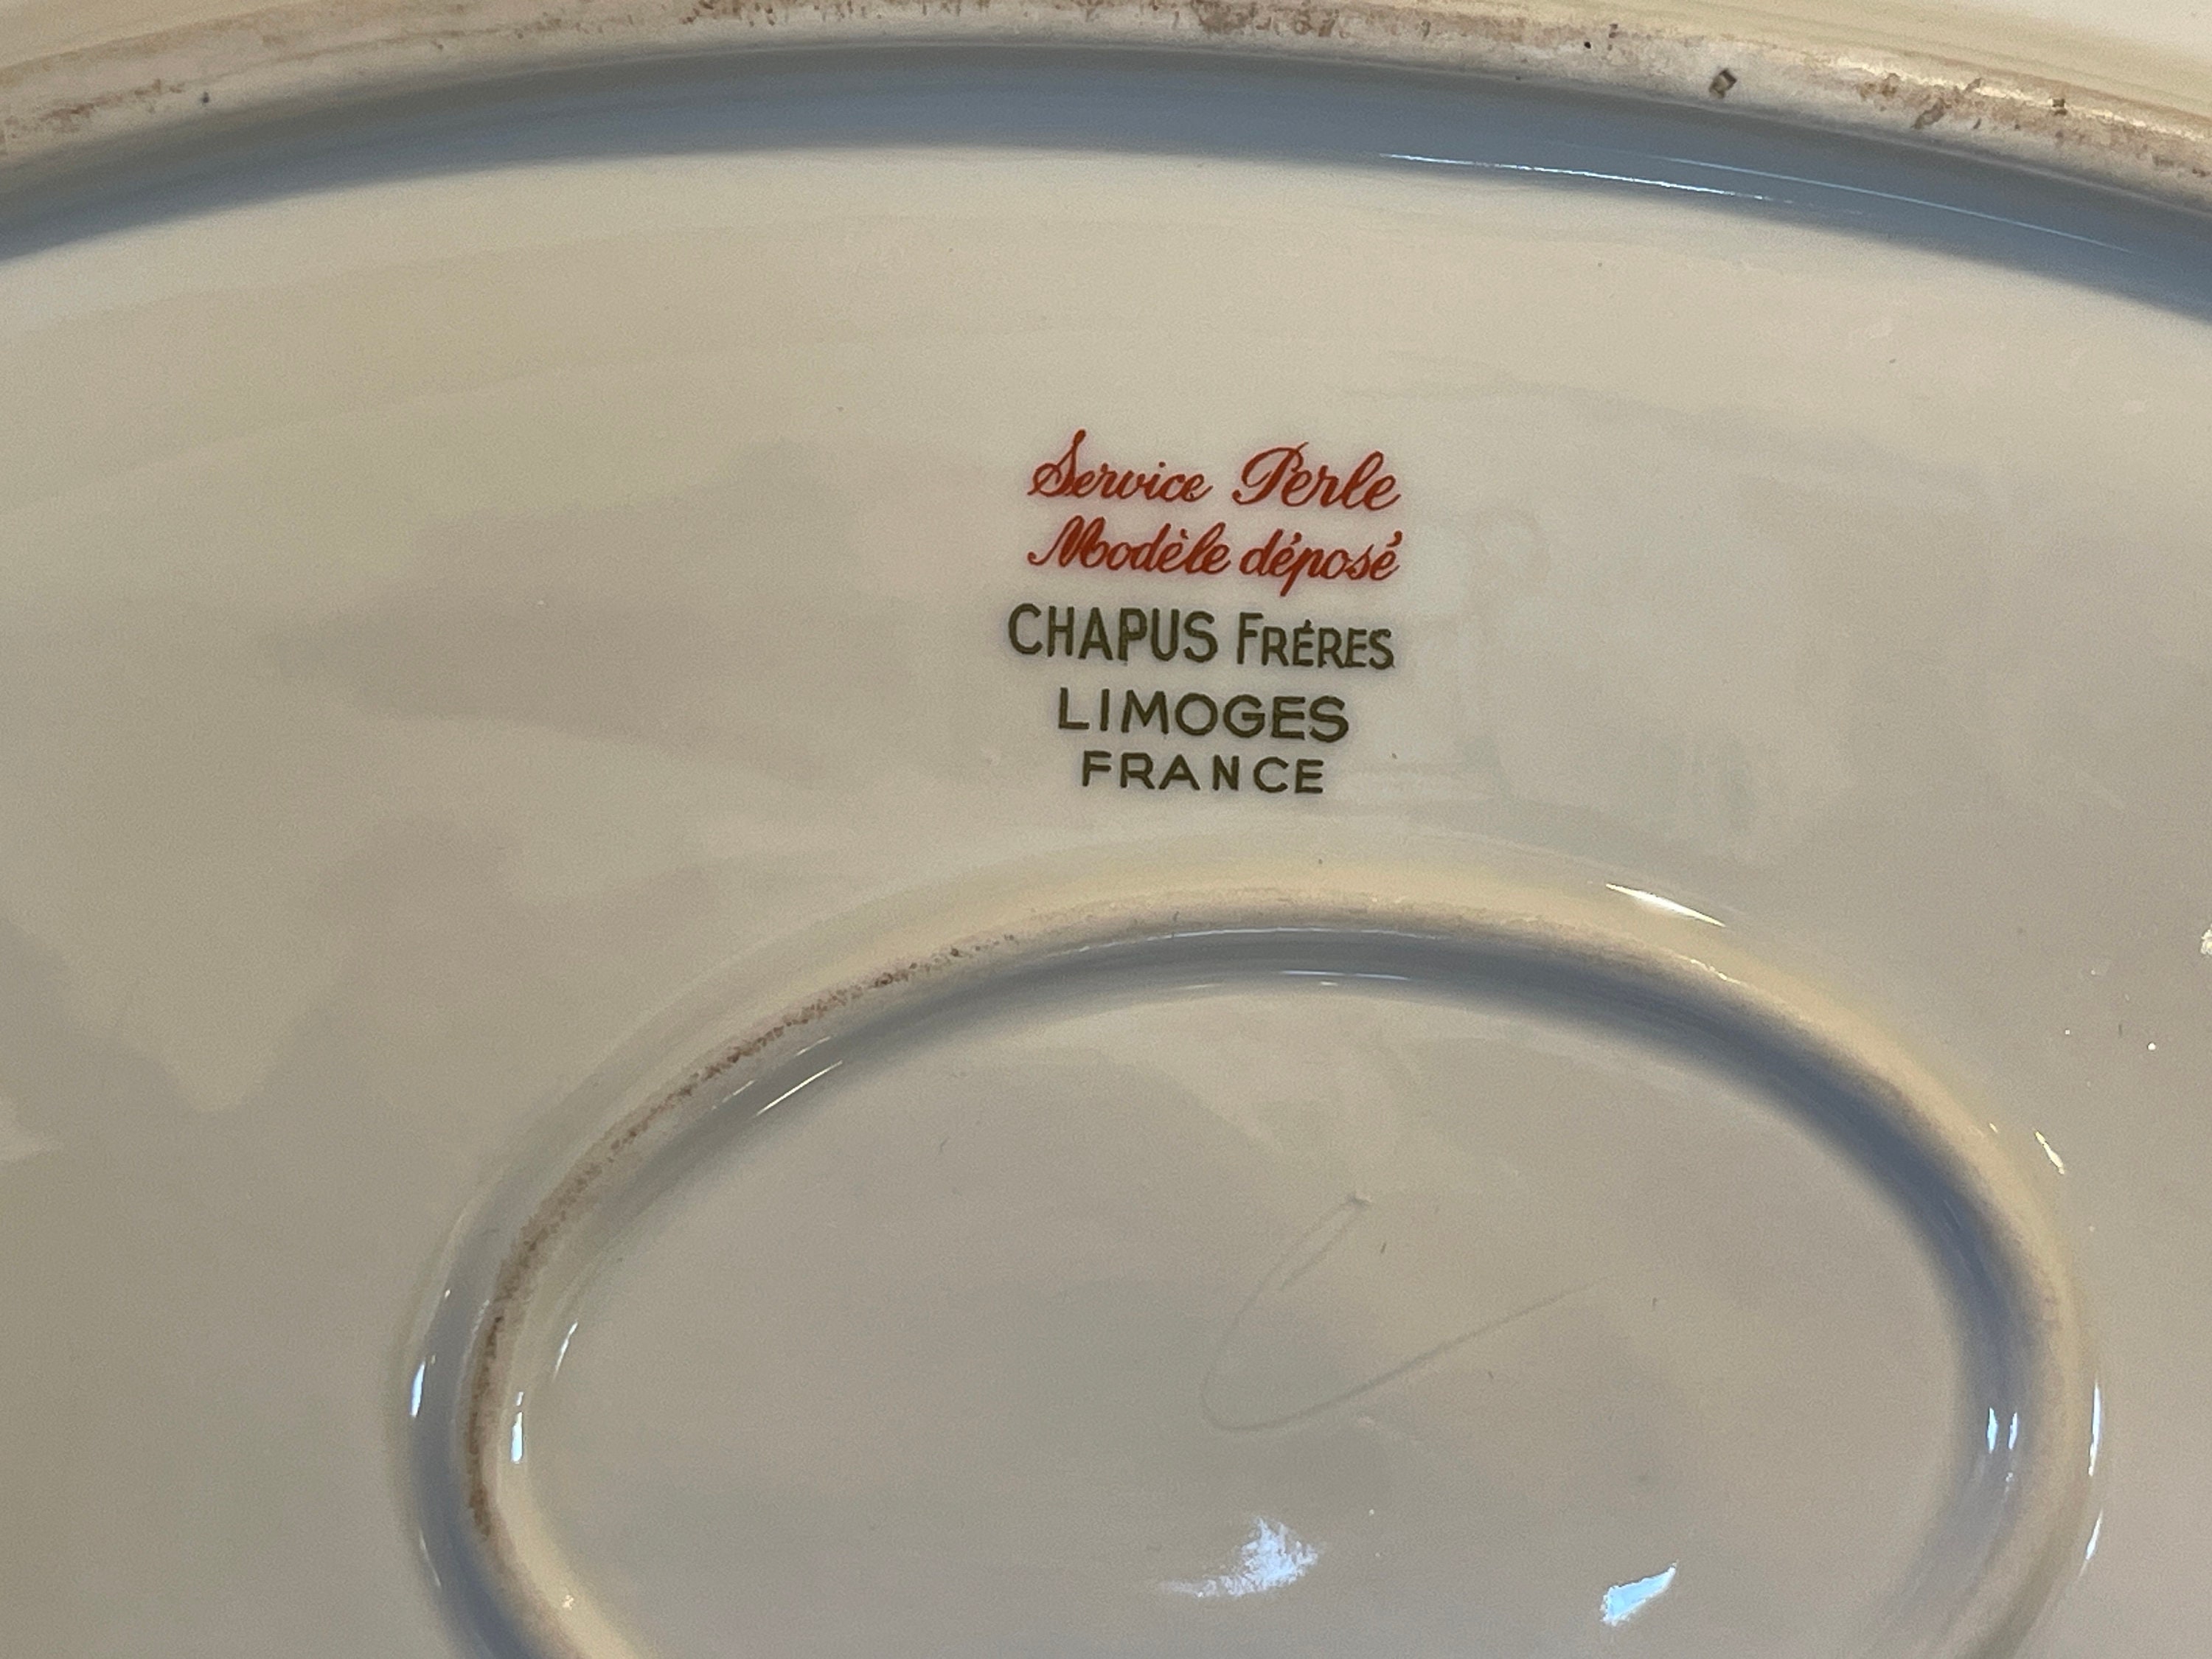 Service Perle
Modèle déposé
CHAPUS FRÉRES
LIMOGES
FRANCE